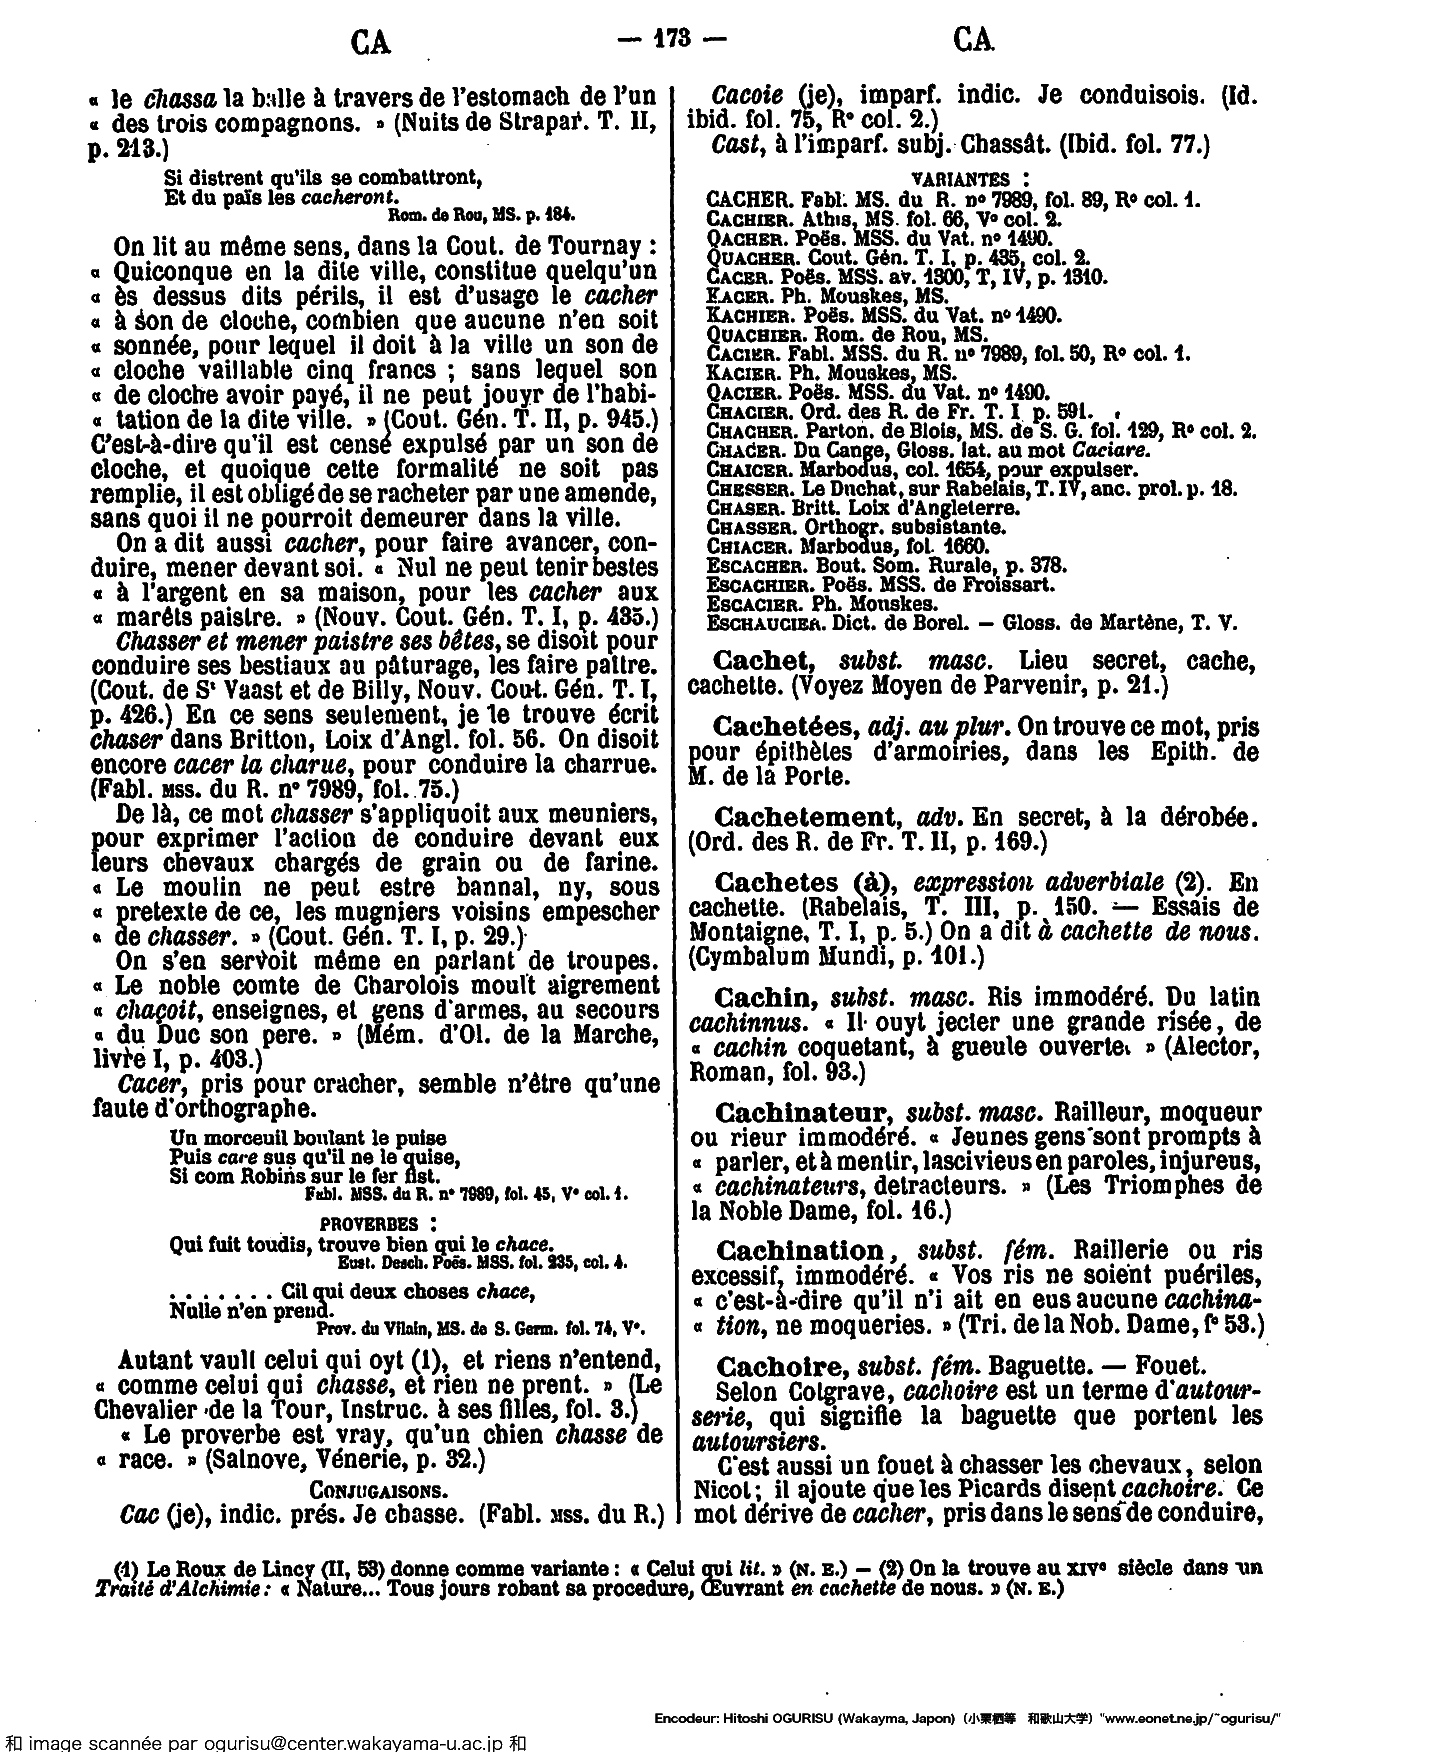 CA — 173 — CA
« le chassa la balle à travers de l'estomach de l'un
« des trois compagnons. » (Nuits de Strapar. T. II,
p. 213.)
Si distrent qu'ils se combattront,
Et du païs les cacheront.
Rom. de Rou, MS. p. 184.
On lit au même sens, dans la Cout. de Tournay :
« Quiconque en la dite ville, constitue quelqu'un
« ès dessus dits périls, il est d'usage le cacher
« à son de cloche, combien que aucune n'en soit
« sonnée, pour lequel il doit à la ville un son de
« cloche vaillable cinq francs ; sans lequel son
« de cloche avoir payé, il ne peut jouyr de l'habi-
« tation de la dite ville. » (Cout. Gén. T. II, p. 945.)
C'est-à-dire qu'il est censé expulsé par un son de
cloche, et quoique cette formalité ne soit pas
remplie, il est obligé de se racheter par une amende,
sans quoi il ne pourroit demeurer dans la ville.
On a dit aussi cacher, pour faire avancer, con-
duire, mener devant soi. « Nul ne peut tenir bestes
« à l'argent en sa maison, pour les cacher aux
« marêts paistre. » (Nouv. Cout. Gén. T. I, p. 435.)
Chasser et mener paistre ses bêtes, se disoit pour
conduire ses bestiaux au pâturage, les faire paître.
(Cout. de St Vaast et de Billy, Nouv. Cout. Gén. T. I,
p. 426.) En ce sens seulement, je le trouve écrit
chaser dans Britton, Loix d'Angl. fol. 56. On disoit
encore cacer la charue, pour conduire la charrue.
(Fabl. MSS. du R. n° 7989, fol. 75.)
De là, ce mot chasser s'appliquoit aux meuniers,
pour exprimer l'action de conduire devant eux
leurs chevaux chargés de grain ou de farine.
« Le moulin ne peut estre bannal, ny, sous
« pretexte de ce, les mugniers voisins empescher
« de chasser. » (Cout. Gén. T. I, p. 29.)
On s'en servoit même en parlant de troupes.
« Le noble comte de Charolois moult aigrement
« chaçoit, enseignes, et gens d'armes, au secours
« du Duc son pere. » (Mém. d'Ol. de la Marche,
livre I, p. 403.)
Cacer, pris pour cracher, semble n'être qu'une
faute d'orthographe.
Un morceuil boulant le puise
Puis care sus qu'il ne le quise,
Si com Robins sur le fer fist.
Fabl. MSS. du R. n° 7989, fol. 45, V° col. 1.
PROVERBES :
Qui fuit toudis, trouve bien qui le chace.
Eust. Desch. Poës. MSS. fol. 235, col. 4.
. . . . . . . Cil qui deux choses chace,
Nulle n'en prend.
Prov. du Vilain, MS. de S. Germ. fol. 74, V°.
Autant vault celui qui oyt (1), et riens n'entend,
« comme celui qui chasse, et rien ne prent. » (Le
Chevalier de la Tour, Instruc. à ses filles, fol. 3.)
« Le proverbe est vray, qu'un chien chasse de
« race. » (Salnove, Vénerie, p. 32.)
CONJUGAISONS.
Cac (je), indic. prés. Je chasse. (Fabl. MSS. du R.)
Cacoie (je), imparf. indic. Je conduisois. (Id.
ibid. fol. 75, R° col. 2.)
Cast, à l'imparf. subj. Chassât. (Ibid. fol. 77.)
VARIANTES :
CACHER. Fabl. MS. du R. n° 7989, fol. 89, R° col. 1.
CACHIER. Athis, MS. fol. 66, V° col. 2.
QACHER. Poës. MSS. du Vat. n° 1490.
QUACHER. Cout. Gén. T. I, p. 435, col. 2.
CACER. Poës. MSS. av. 1300, T, IV, p. 1310.
KACER. Ph. Mouskes, MS.
KACHIER. Poës. MSS. du Vat. n° 1490.
QUACHIER. Rom. de Rou, MS.
CACIER. Fabl. MSS. du R. n° 7989, fol. 50, R° col. 1.
KACIER. Ph. Mouskes, MS.
QACIER. Poës. MSS. du Vat. n° 1490.
CHACIER. Ord. des R. de Fr. T. I p. 591.
CHACHER. Parton. de Blois, MS. de S. G. fol. 129, R° col. 2.
CHACER. Du Cange, Gloss. lat. au mot Caciare.
CHAICER. Marbodus, col. 1654, pour expulser.
CHESSER. Le Duchat, sur Rabelais, T. IV, anc. prol. p. 18.
CHASER. Britt. Loix d'Angleterre.
CHASSER. Orthogr. subsistante.
CHIACER. Marbodus, fol. 1660.
ESCACHER. Bout. Som. Rurale, p. 378.
ESCACHIER. Poës. MSS. de Froissart.
ESCACIER. Ph. Mouskes.
ESCHAUCIER. Dict. de Borel. — Gloss. de Martène, T. V.
Cachet, subst. masc. Lieu secret, cache,
cachette. (Voyez Moyen de Parvenir, p. 21.)
Cachetées, adj. au plur. On trouve ce mot, pris
pour épithètes d'armoiries, dans les Epith. de
M. de la Porte.
Cachetement, adv. En secret, à la dérobée.
(Ord. des R. de Fr. T. II, p. 169.)
Cachetes (à), expression adverbiale (2). En
cachette. (Rabelais, T. III, p. 150. — Essais de
Montaigne, T. I, p. 5.) On a dit à cachette de nous.
(Cymbalum Mundi, p. 101.)
Cachin, subst. masc. Ris immodéré. Du latin
cachinnus. « Il ouyt jecter une grande risée, de
« cachin coquetant, à gueule ouverte. » (Alector,
Roman, fol. 93.)
Cachinateur, subst. masc. Railleur, moqueur
ou rieur immodéré. « Jeunes gens sont prompts à
« parler, et à mentir, lascivieus en paroles, injureus,
« cachinateurs, detracteurs. » (Les Triomphes de
la Noble Dame, fol. 16.)
Cachination, subst. fém. Raillerie ou ris
excessif, immodéré. « Vos ris ne soient puériles,
« c'est-à-dire qu'il n'i ait en eus aucune cachina-
« tion, ne moqueries. » (Tri. de la Nob. Dame, f° 53.)
Cachoire, subst. fém. Baguette. — Fouet.
Selon Cotgrave, cachoire est un terme d'autour-
serie, qui signifie la baguette que portent les
autoursiers.
C'est aussi un fouet à chasser les chevaux, selon
Nicot; il ajoute que les Picards disent cachoire. Ce
mot dérive de cacher, pris dans le sens de conduire,
(1) Le Roux de Lincy (II, 53) donne comme variante : « Celui qui lit. » (N. E.) — (2) On la trouve au XIVe siècle dans un
Traité d'Alchimie : « Nature... Tous jours robant sa procedure, Œuvrant en cachette de nous. » (N. E.)
Encodeur: Hitoshi OGURISU (Wakayma, Japon) (小栗栖等 和歌山大学) "www.eonet.ne.jp/~ogurisu/"
和 image scannée par ogurisu@center.wakayama-u.ac.jp 和